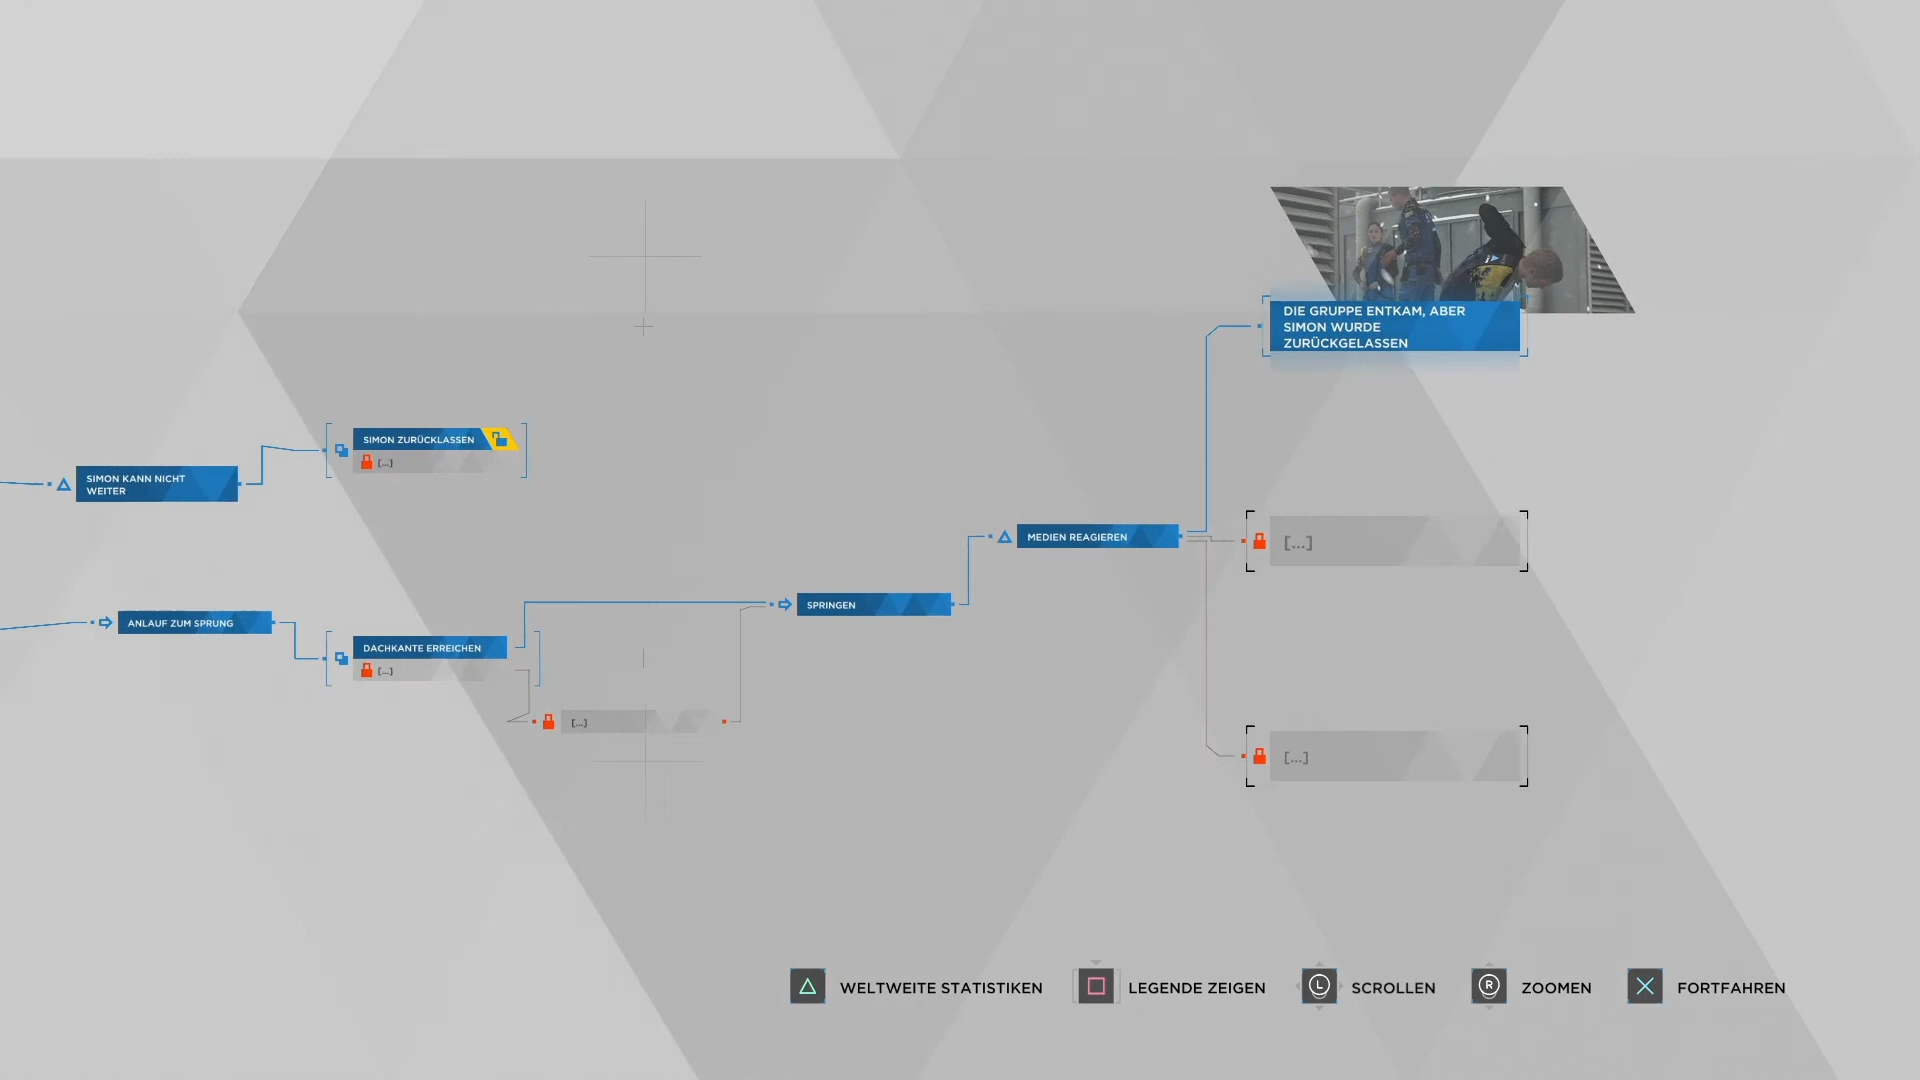 DIE GRUPPE ENTKAM, ABER
SIMON WURDE
ZURÜCKGELASSEN
SIMON ZURÜCKLASSEN
[...]
SIMON KANN NICHT
WEITER
MEDIEN REAGIEREN
[...]
SPRINGEN
ANLAUF ZUM SPRUNG
DACHKANTE ERREICHEN
[...]
[...]
[...]
WELTWEITE STATISTIKEN
LEGENDE ZEIGEN
L
SCROLLEN
R
ZOOMEN
FORTFAHREN